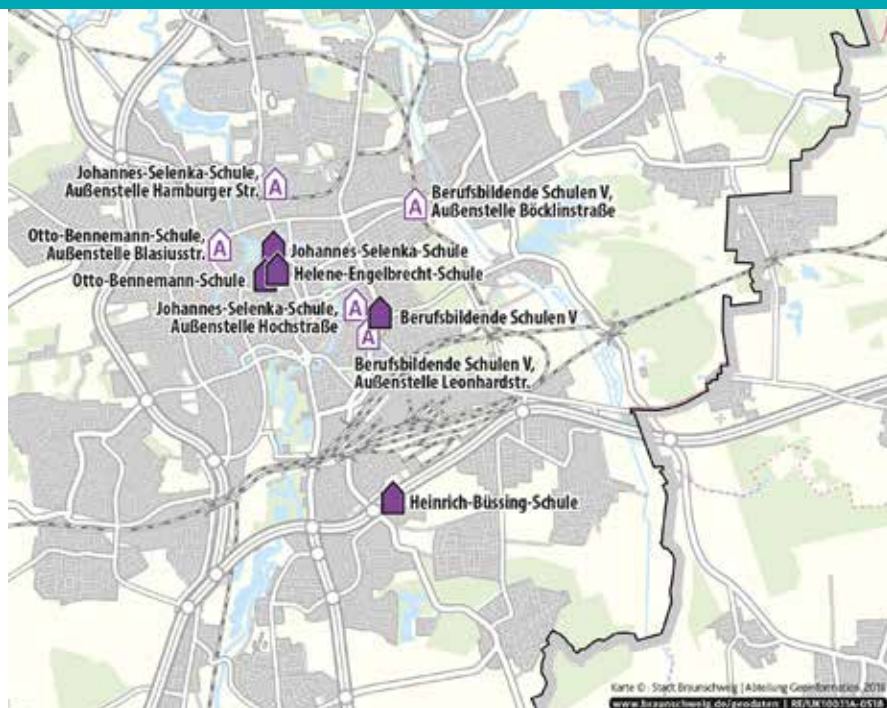 Johannes-Selenka-Schule,
Außenstelle Hamburger Str.
A
A
Berufsbildende Schulen V,
Außenstelle Böcklinstraße
Otto-Bennemann-Schule,
Außenstelle Blasiusstr.
A
Johannes-Selenka-Schule
Helene-Engelbrecht-Schule
Otto-Bennemann-Schule
Johannes-Selenka-Schule,
Außenstelle Hochstraße
A
Berufsbildende Schulen V
A
Berufsbildende Schulen V,
Außenstelle Leonhardstr.
Heinrich-Büssing-Schule
Karte ©: Stadt Braunschweig | Abteilung Geoinformation, 2018
www.braunschweig.de/geodaten |